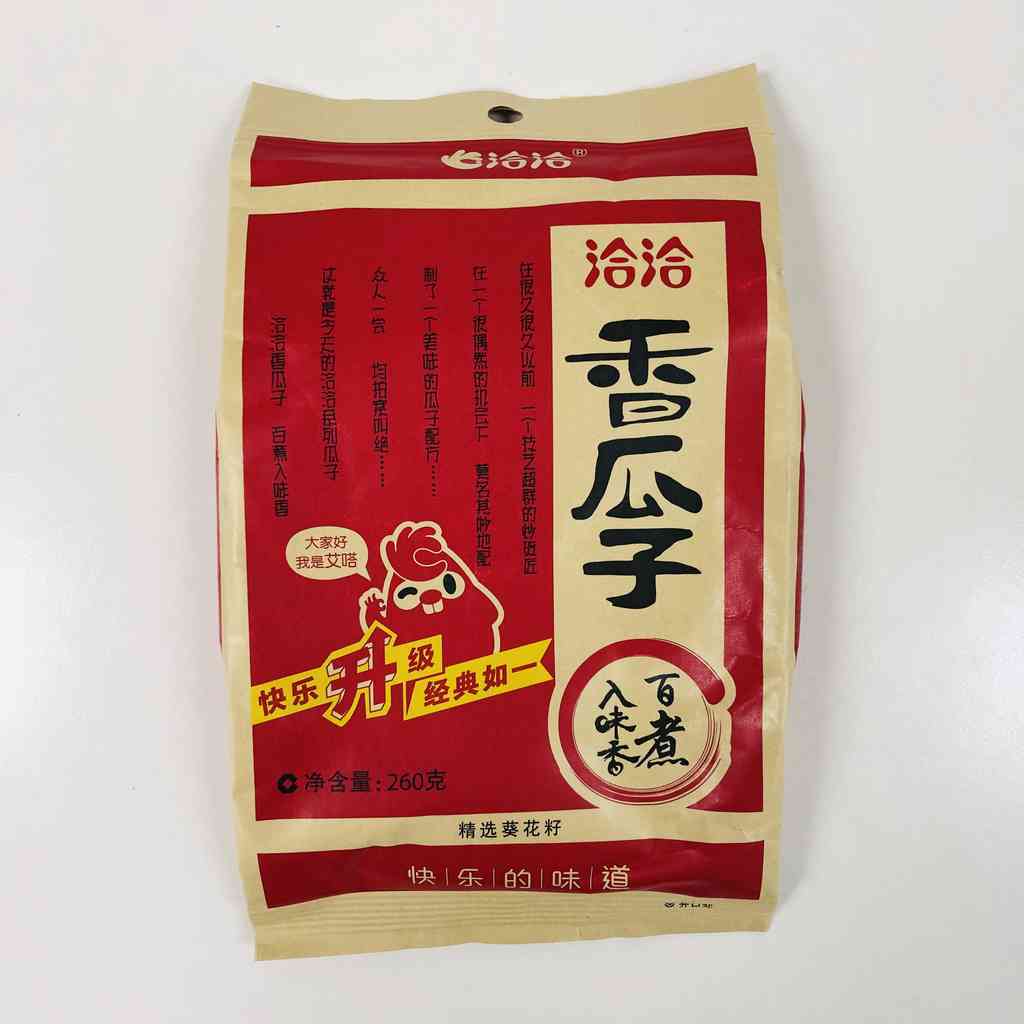 洽洽®
洽洽
香瓜子
百煮
入味香
在很久很久以前 一个技艺超群的炒货匠
在一个很偶然的机会下 莫名其妙地配
制了一个美味的瓜子配方……
众人一尝 均拍案叫绝……
这就是今天的洽洽系列瓜子
洽洽香瓜子 百煮入味香
大家好
我是艾嗒
快乐升级
经典如一
净含量:260克
精选葵花籽
快乐的味道